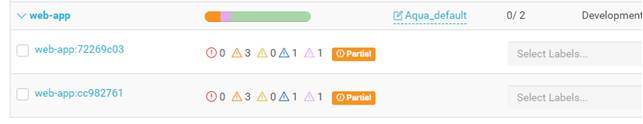 web-app Aqua_default 0/ 2 Development
web-app:72269c03 0 3 0 1 1 Partial Select Labels...
web-app:cc982761 0 3 0 1 1 Partial Select Labels...